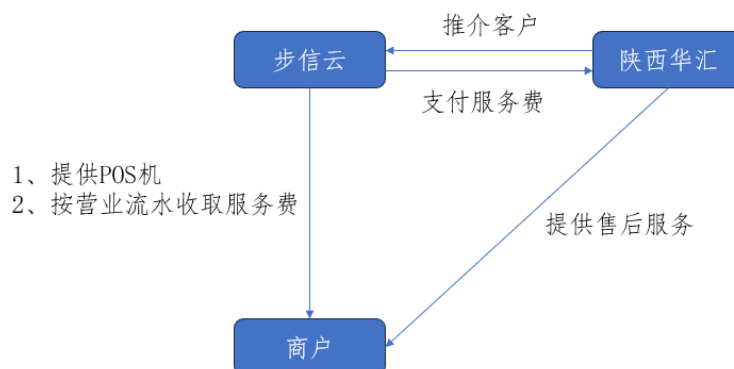 推介客户
步信云
陕西华汇
支付服务费
1、提供POS机
2、按营业流水收取服务费
提供售后服务
商户